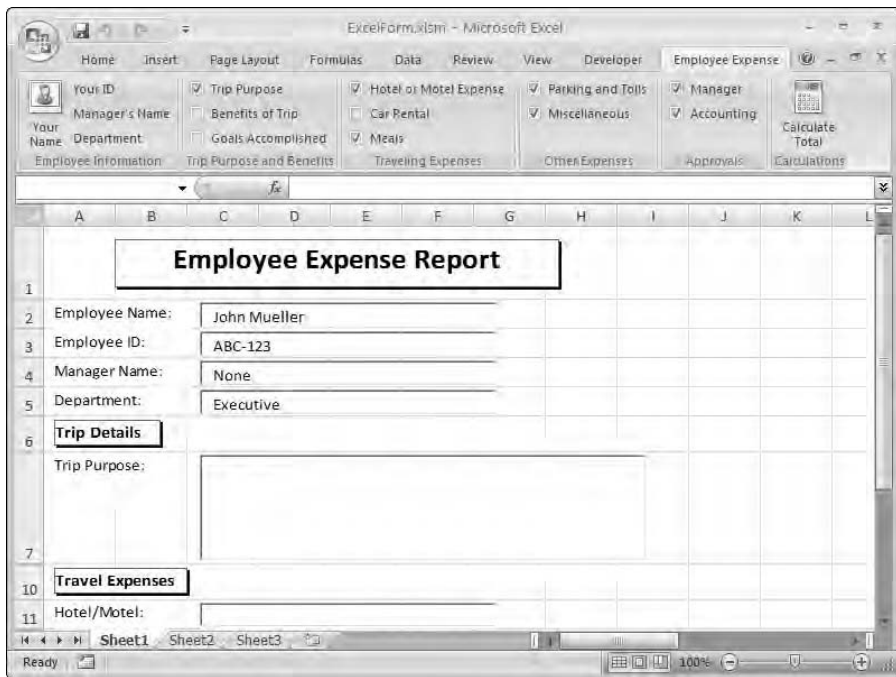 ExcelForm.xlsm - Microsoft Excel
Home Insert Page Layout Formulas Data Review View Developer Employee Expense
Your Name
Your ID
Manager's Name
Department
Employee Information
Trip Purpose
Benefits of Trip
Goals Accomplished
Trip Purpose and Benefits
Hotel or Motel Expense
Car Rental
Meals
Traveling Expenses
Parking and Tolls
Miscellaneous
Other Expenses
Manager
Accounting
Approvals
Calculate
Total
Calculations
fx
A B C D E F G H I J K L
1 Employee Expense Report
2 Employee Name: John Mueller
3 Employee ID: ABC-123
4 Manager Name: None
5 Department: Executive
6 Trip Details
7 Trip Purpose:
10 Travel Expenses
11 Hotel/Motel:
Sheet1 Sheet2 Sheet3
Ready 100%